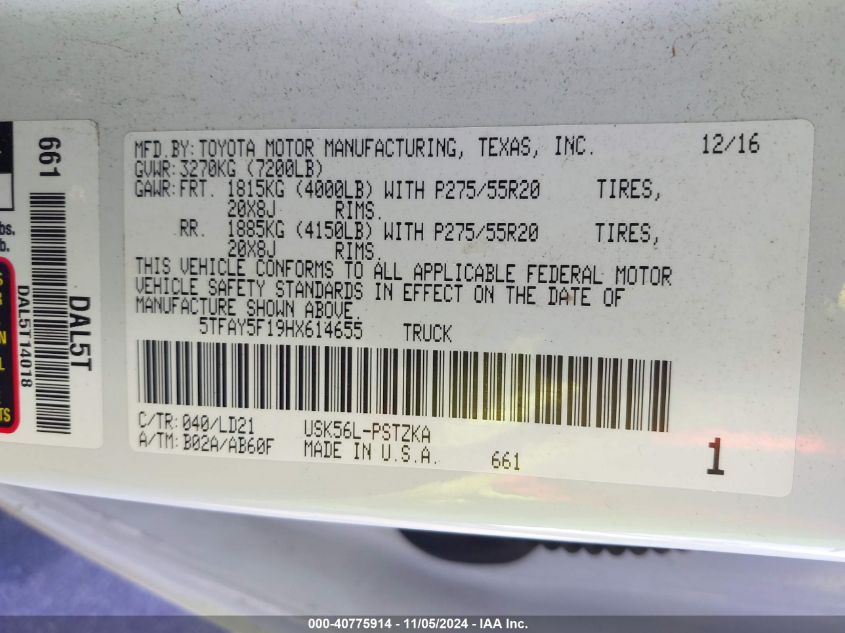 MFD.BY: TOYOTA MOTOR MANUFACTURING, TEXAS, INC. 12/16
GVWR: 3270KG (7200LB)
GAWR: FRT. 1815KG (4000LB) WITH P275/55R20 TIRES,
20X8J RIMS.
RR. 1885KG (4150LB) WITH P275/55R20 TIRES,
20X8J RIMS.
THIS VEHICLE CONFORMS TO ALL APPLICABLE FEDERAL MOTOR
VEHICLE SAFETY STANDARDS IN EFFECT ON THE DATE OF
MANUFACTURE SHOWN ABOVE.
5TFAY5F19HX614655 TRUCK
C/TR: 040/LD21 USK56L-PSTZKA
A/TM: B02A/AB60F MADE IN U.S.A. 661 1
661
DAL5T
DAL5T14018
bs.
b.
S
R
N
L
E
TS
000-40775914 - 11/05/2024 - IAA Inc.